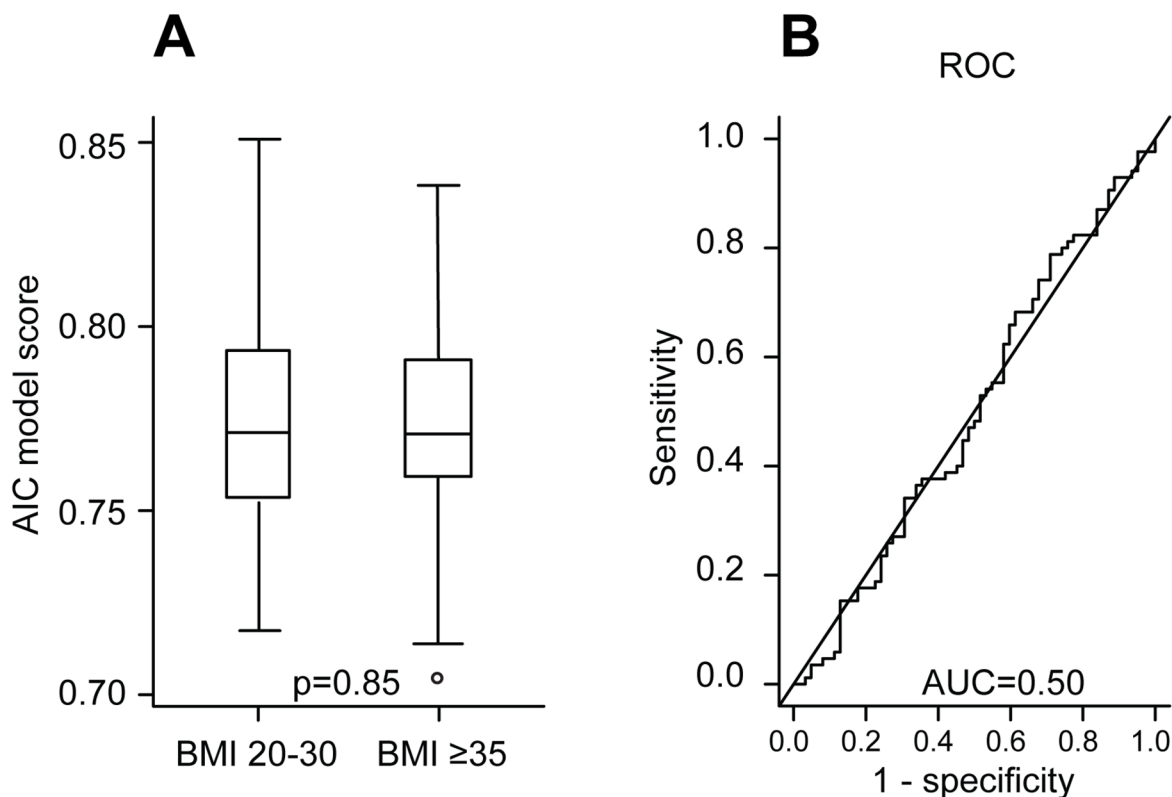 A
AIC model score
0.85
0.80
0.75
0.70
p=0.85
BMI 20-30
BMI ≥35
B
ROC
Sensitivity
1.0
0.8
0.6
0.4
0.2
0.0
AUC=0.50
0.0 0.2 0.4 0.6 0.8 1.0
1 - specificity